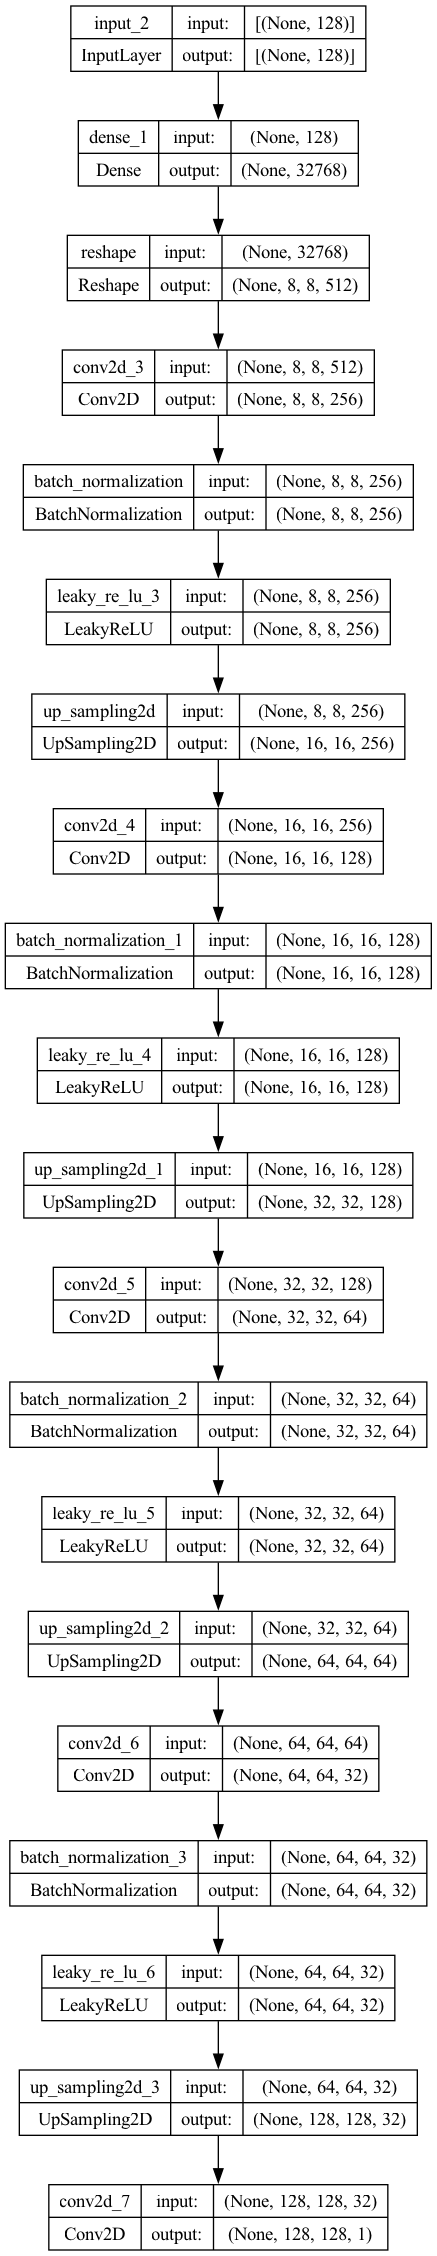 input_2 input: [(None, 128)]
InputLayer output: [(None, 128)]
dense_1 input: (None, 128)
Dense output: (None, 32768)
reshape input: (None, 32768)
Reshape output: (None, 8, 8, 512)
conv2d_3 input: (None, 8, 8, 512)
Conv2D output: (None, 8, 8, 256)
batch_normalization input: (None, 8, 8, 256)
BatchNormalization output: (None, 8, 8, 256)
leaky_re_lu_3 input: (None, 8, 8, 256)
LeakyReLU output: (None, 8, 8, 256)
up_sampling2d input: (None, 8, 8, 256)
UpSampling2D output: (None, 16, 16, 256)
conv2d_4 input: (None, 16, 16, 256)
Conv2D output: (None, 16, 16, 128)
batch_normalization_1 input: (None, 16, 16, 128)
BatchNormalization output: (None, 16, 16, 128)
leaky_re_lu_4 input: (None, 16, 16, 128)
LeakyReLU output: (None, 16, 16, 128)
up_sampling2d_1 input: (None, 16, 16, 128)
UpSampling2D output: (None, 32, 32, 128)
conv2d_5 input: (None, 32, 32, 128)
Conv2D output: (None, 32, 32, 64)
batch_normalization_2 input: (None, 32, 32, 64)
BatchNormalization output: (None, 32, 32, 64)
leaky_re_lu_5 input: (None, 32, 32, 64)
LeakyReLU output: (None, 32, 32, 64)
up_sampling2d_2 input: (None, 32, 32, 64)
UpSampling2D output: (None, 64, 64, 64)
conv2d_6 input: (None, 64, 64, 64)
Conv2D output: (None, 64, 64, 32)
batch_normalization_3 input: (None, 64, 64, 32)
BatchNormalization output: (None, 64, 64, 32)
leaky_re_lu_6 input: (None, 64, 64, 32)
LeakyReLU output: (None, 64, 64, 32)
up_sampling2d_3 input: (None, 64, 64, 32)
UpSampling2D output: (None, 128, 128, 32)
conv2d_7 input: (None, 128, 128, 32)
Conv2D output: (None, 128, 128, 1)